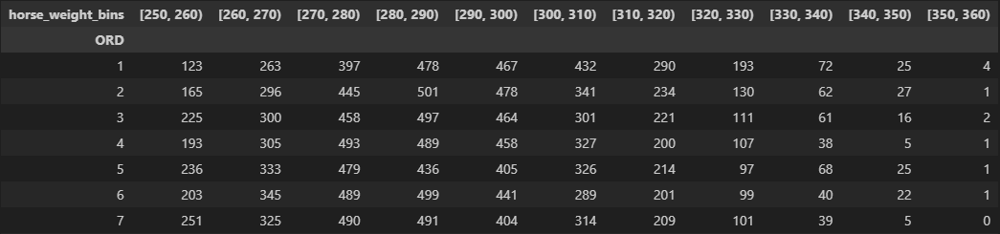 horse_weight_bins [250, 260) [260, 270) [270, 280) [280, 290) [290, 300) [300, 310) [310, 320) [320, 330) [330, 340) [340, 350) [350, 360)
ORD
1 123 263 397 478 467 432 290 193 72 25 4
2 165 296 445 501 478 341 234 130 62 27 1
3 225 300 458 497 464 301 221 111 61 16 2
4 193 305 493 489 458 327 200 107 38 5 1
5 236 333 479 436 405 326 214 97 68 25 1
6 203 345 489 499 441 289 201 99 40 22 1
7 251 325 490 491 404 314 209 101 39 5 0